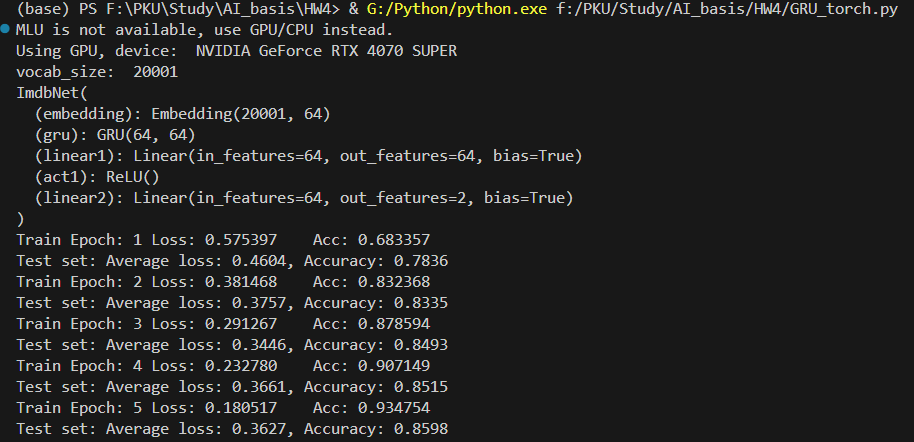 (base) PS F:\PKU\Study\AI_basis\HW4> & G:/Python/python.exe f:/PKU/Study/AI_basis/HW4/GRU_torch.py
MLU is not available, use GPU/CPU instead.
Using GPU, device:  NVIDIA GeForce RTX 4070 SUPER
vocab_size:  20001
ImdbNet(
  (embedding): Embedding(20001, 64)
  (gru): GRU(64, 64)
  (linear1): Linear(in_features=64, out_features=64, bias=True)
  (act1): ReLU()
  (linear2): Linear(in_features=64, out_features=2, bias=True)
)
Train Epoch: 1 Loss: 0.575397    Acc: 0.683357
Test set: Average loss: 0.4604, Accuracy: 0.7836
Train Epoch: 2 Loss: 0.381468    Acc: 0.832368
Test set: Average loss: 0.3757, Accuracy: 0.8335
Train Epoch: 3 Loss: 0.291267    Acc: 0.878594
Test set: Average loss: 0.3446, Accuracy: 0.8493
Train Epoch: 4 Loss: 0.232780    Acc: 0.907149
Test set: Average loss: 0.3661, Accuracy: 0.8515
Train Epoch: 5 Loss: 0.180517    Acc: 0.934754
Test set: Average loss: 0.3627, Accuracy: 0.8598